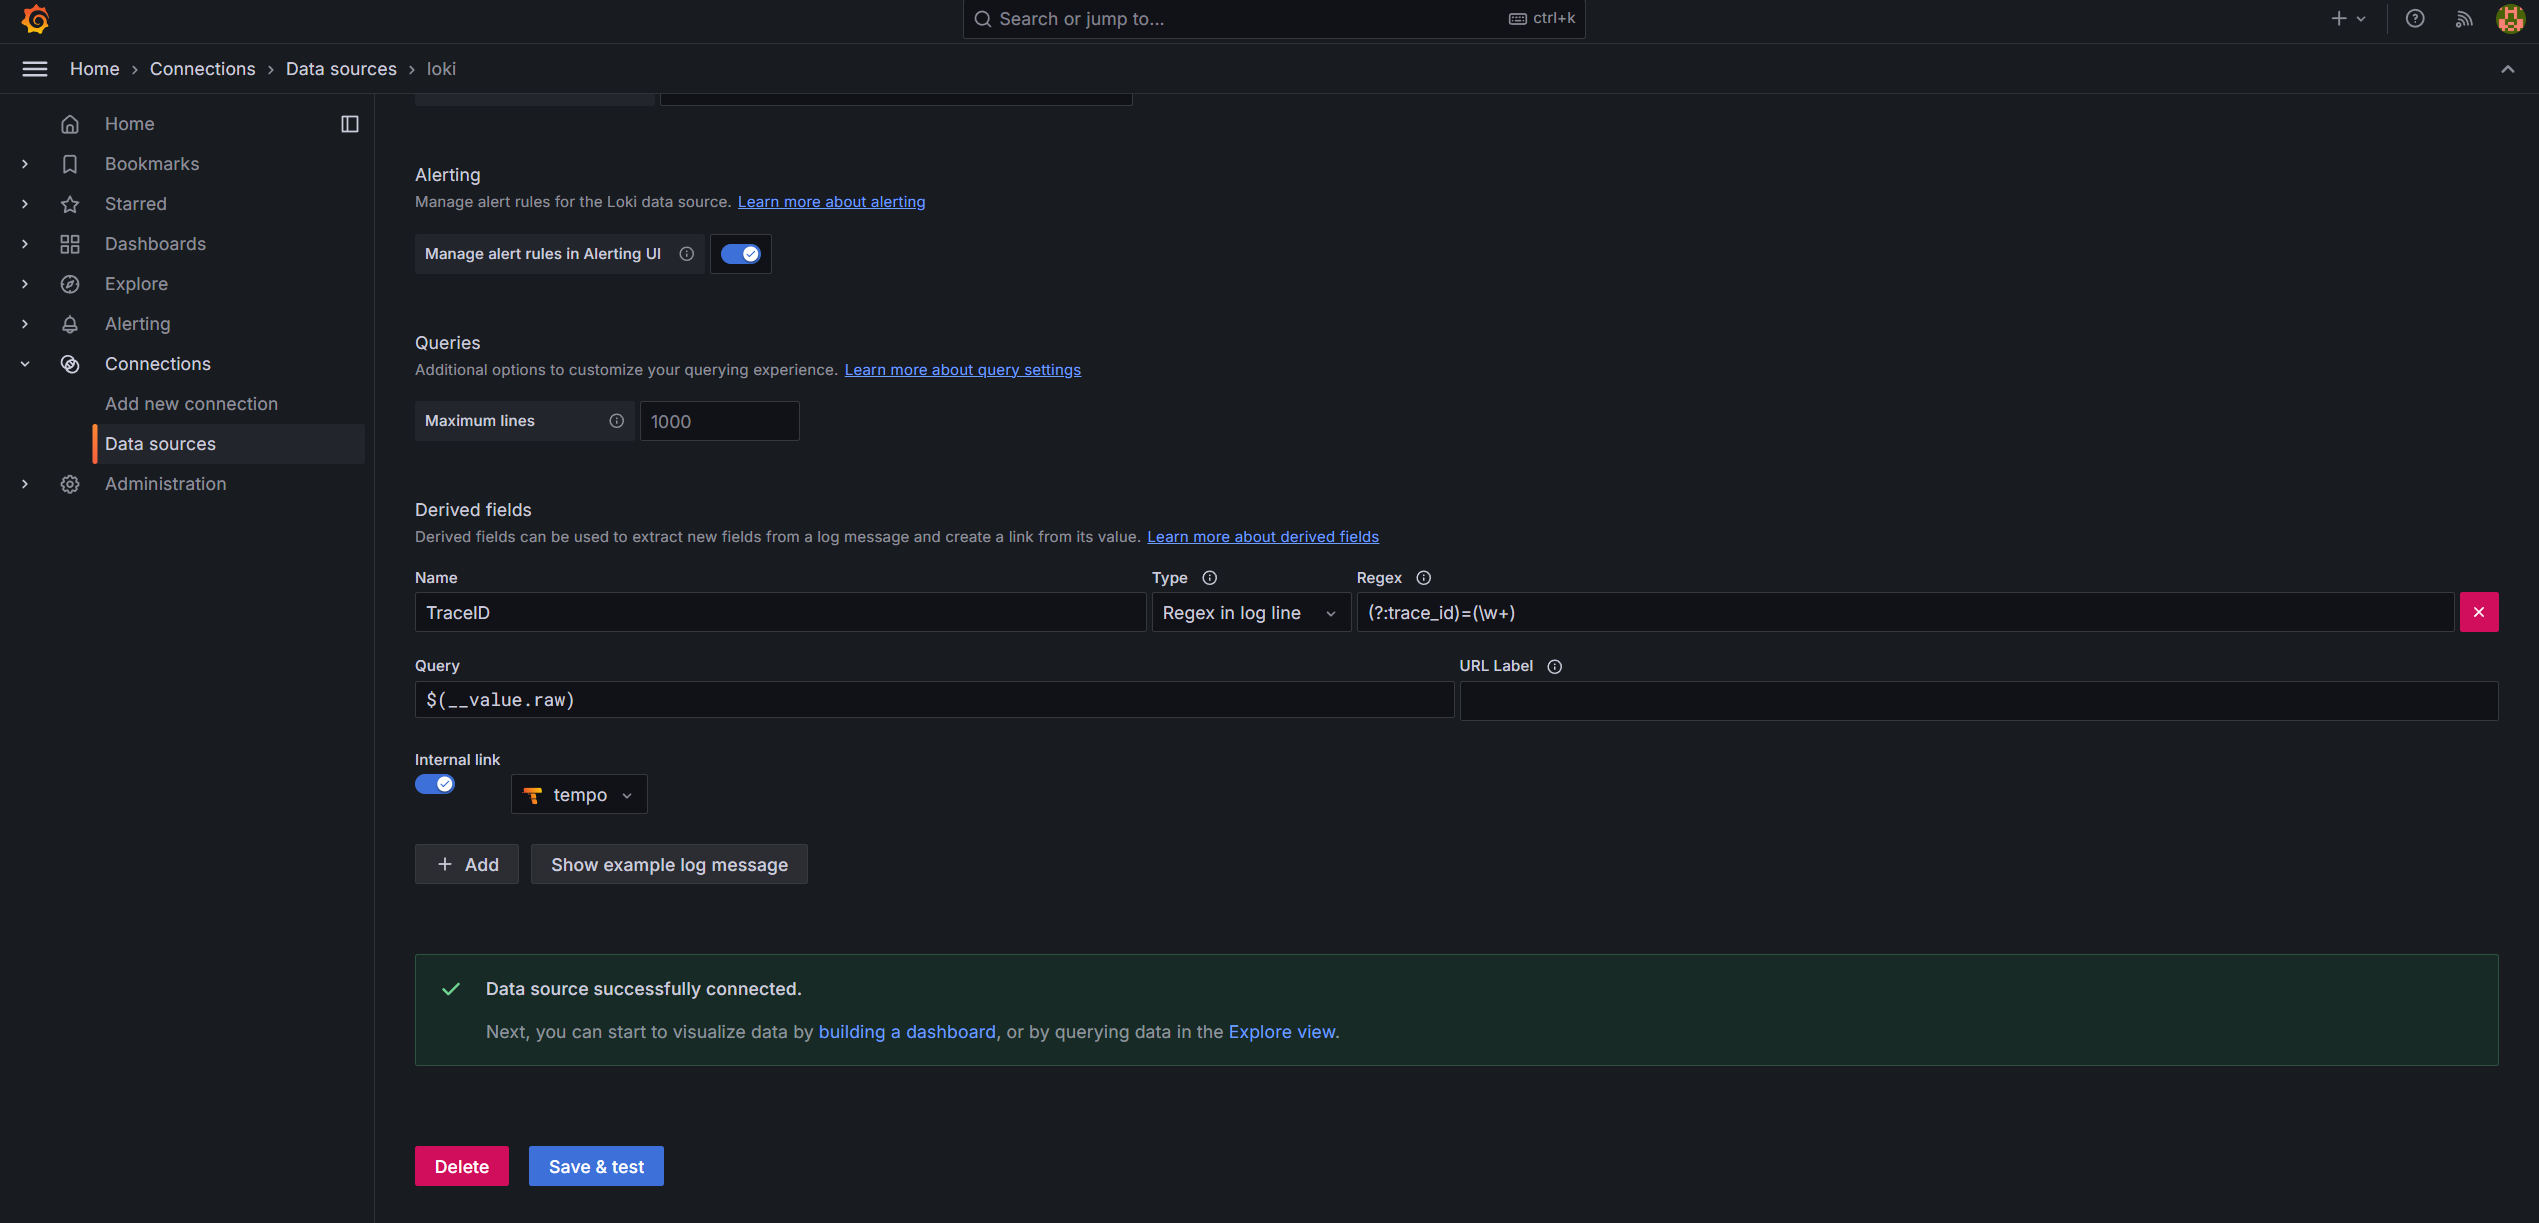 Search or jump to...
ctrl+k
Home
Connections
Data sources
loki
Home
Bookmarks
Starred
Dashboards
Explore
Alerting
Connections
Add new connection
Data sources
Administration
Alerting
Manage alert rules for the Loki data source. Learn more about alerting
Manage alert rules in Alerting UI
Queries
Additional options to customize your querying experience. Learn more about query settings
Maximum lines
1000
Derived fields
Derived fields can be used to extract new fields from a log message and create a link from its value. Learn more about derived fields
Name
Type
Regex
TraceID
Regex in log line
(?:trace_id)=(\w+)
Query
URL Label
$(__value.raw)
Internal link
tempo
Add
Show example log message
Data source successfully connected.
Next, you can start to visualize data by building a dashboard, or by querying data in the Explore view.
Delete
Save & test